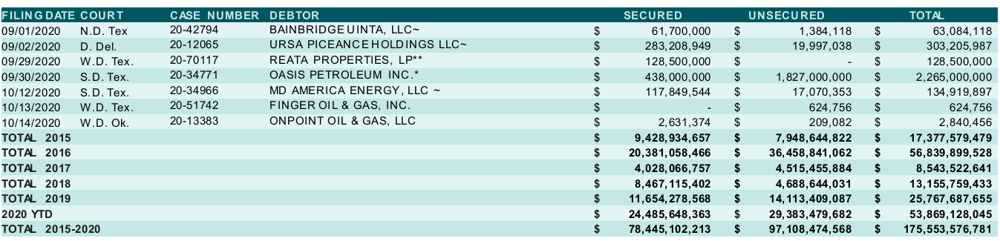 FILING DATE COURT CASE NUMBER DEBTOR SECURED UNSECURED TOTAL
09/01/2020 N.D. Tex 20-42794 BAINBRIDGE UINTA, LLC~ $ 61,700,000 $ 1,384,118 $ 63,084,118
09/02/2020 D. Del. 20-12065 URSA PICEANCE HOLDINGS LLC~ $ 283,208,949 $ 19,997,038 $ 303,205,987
09/29/2020 W.D. Tex. 20-70117 REATA PROPERTIES, LP** $ 128,500,000 $ - $ 128,500,000
09/30/2020 S.D. Tex. 20-34771 OASIS PETROLEUM INC.* $ 438,000,000 $ 1,827,000,000 $ 2,265,000,000
10/12/2020 S.D. Tex. 20-34966 MD AMERICA ENERGY, LLC ~ $ 117,849,544 $ 17,070,353 $ 134,919,897
10/13/2020 W.D. Tex. 20-51742 FINGER OIL & GAS, INC. $ - $ 624,756 $ 624,756
10/14/2020 W.D. Ok. 20-13383 ONPOINT OIL & GAS, LLC $ 2,631,374 $ 209,082 $ 2,840,456
TOTAL 2015 $ 9,428,934,657 $ 7,948,644,822 $ 17,377,579,479
TOTAL 2016 $ 20,381,058,466 $ 36,458,841,062 $ 56,839,899,528
TOTAL 2017 $ 4,028,066,757 $ 4,515,455,884 $ 8,543,522,641
TOTAL 2018 $ 8,467,115,402 $ 4,688,644,031 $ 13,155,759,433
TOTAL 2019 $ 11,654,278,568 $ 14,113,409,087 $ 25,767,687,655
2020 YTD $ 24,485,648,363 $ 29,383,479,682 $ 53,869,128,045
TOTAL 2015-2020 $ 78,445,102,213 $ 97,108,474,568 $ 175,553,576,781